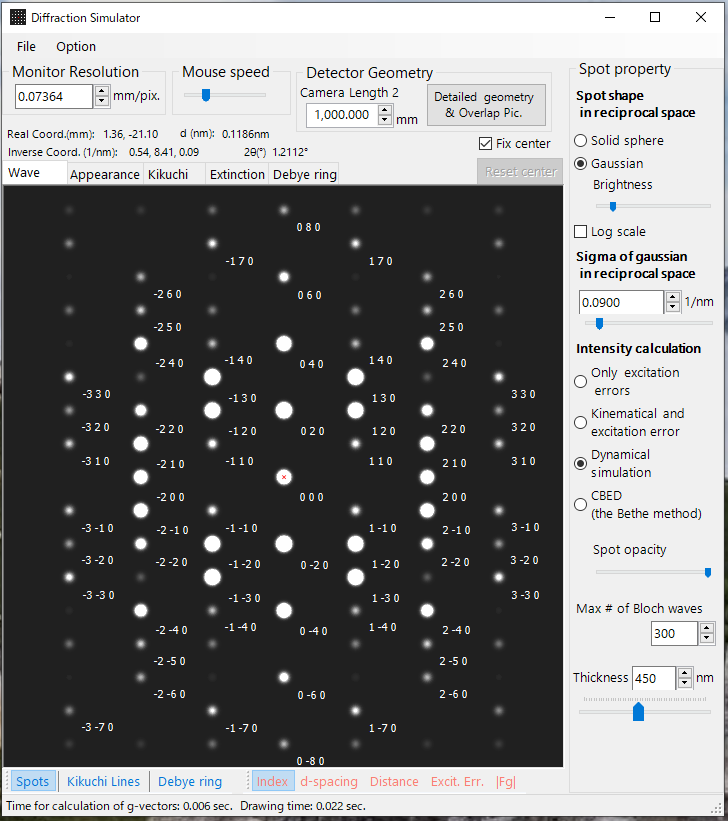 Diffraction Simulator
File Option
Monitor Resolution
0.07364 mm/pix.
Mouse speed
Detector Geometry
Camera Length 2
1,000.000 mm
Detailed geometry
& Overlap Pic.
Real Coord.(mm): 1.36, -21.10 d (nm): 0.1186nm
Inverse Coord. (1/nm): 0.54, 8.41, 0.09 2θ(°) 1.2112°
Fix center
Wave Appearance Kikuchi Extinction Debye ring
Reset center
0 8 0
-1 7 0 1 7 0
-2 6 0 0 6 0 2 6 0
-2 5 0 2 5 0
-2 4 0 -1 4 0 0 4 0 1 4 0 2 4 0
-3 3 0 -1 3 0 1 3 0 3 3 0
-3 2 0 -2 2 0 -1 2 0 0 2 0 1 2 0 2 2 0 3 2 0
-3 1 0 -2 1 0 -1 1 0 1 1 0 2 1 0 3 1 0
-2 0 0 0 0 0 2 0 0
-3 -1 0 -2 -1 0 -1 -1 0 1 -1 0 2 -1 0 3 -1 0
-3 -2 0 -2 -2 0 -1 -2 0 0 -2 0 1 -2 0 2 -2 0 3 -2 0
-3 -3 0 -1 -3 0 1 -3 0 3 -3 0
-2 -4 0 -1 -4 0 0 -4 0 1 -4 0 2 -4 0
-2 -5 0 2 -5 0
-2 -6 0 0 -6 0 2 -6 0
-3 -7 0 -1 -7 0 1 -7 0
0 -8 0
Spot property
Spot shape
in reciprocal space
Solid sphere
Gaussian
Brightness
Log scale
Sigma of gaussian
in reciprocal space
0.0900 1/nm
Intensity calculation
Only excitation
errors
Kinematical and
excitation error
Dynamical
simulation
CBED
(the Bethe method)
Spot opacity
Max # of Bloch waves
300
Thickness 450 nm
Spots Kikuchi Lines Debye ring Index d-spacing Distance Excit. Err. |Fg|
Time for calculation of g-vectors: 0.006 sec. Drawing time: 0.022 sec.